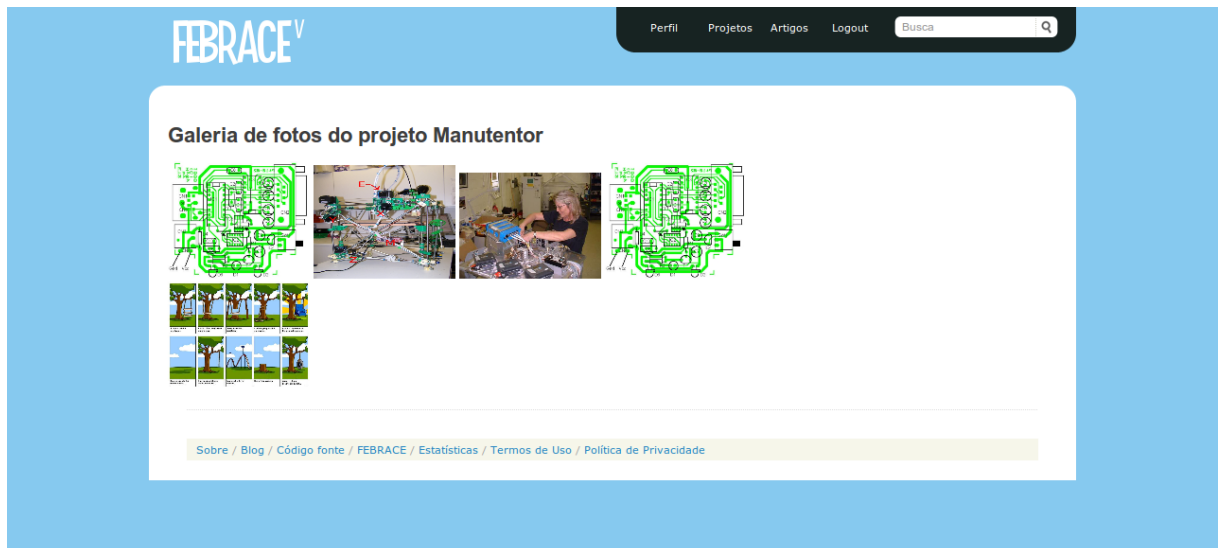 FEBRACE V
Perfil Projetos Artigos Logout Busca
Galeria de fotos do projeto Manutentor
Sobre / Blog / Código fonte / FEBRACE / Estatísticas / Termos de Uso / Política de Privacidade